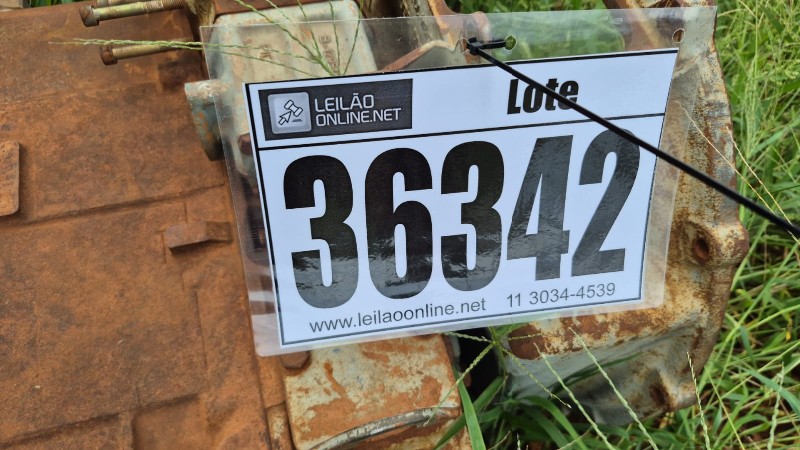 LEILÃO
ONLINE.NET
Lote
36342
www.leilaoonline.net 11 3034-4539